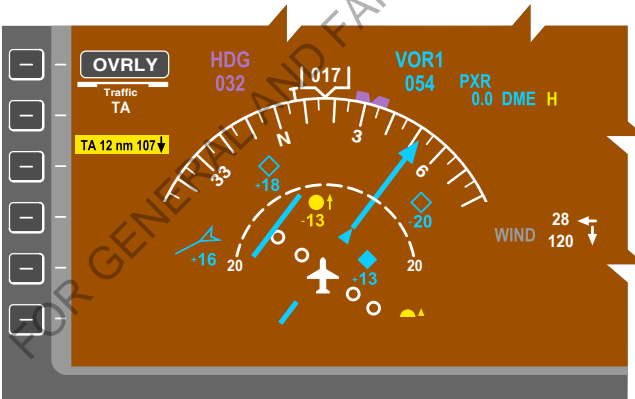 OVRLY
Traffic
TA
HDG
032
017
VOR1
054
PXR
0.0 DME H
TA 12 nm 107
33
N
3
6
+18
-13
-20
+16
+13
20
20
WIND
28
120
FOR GENERAL AND FA